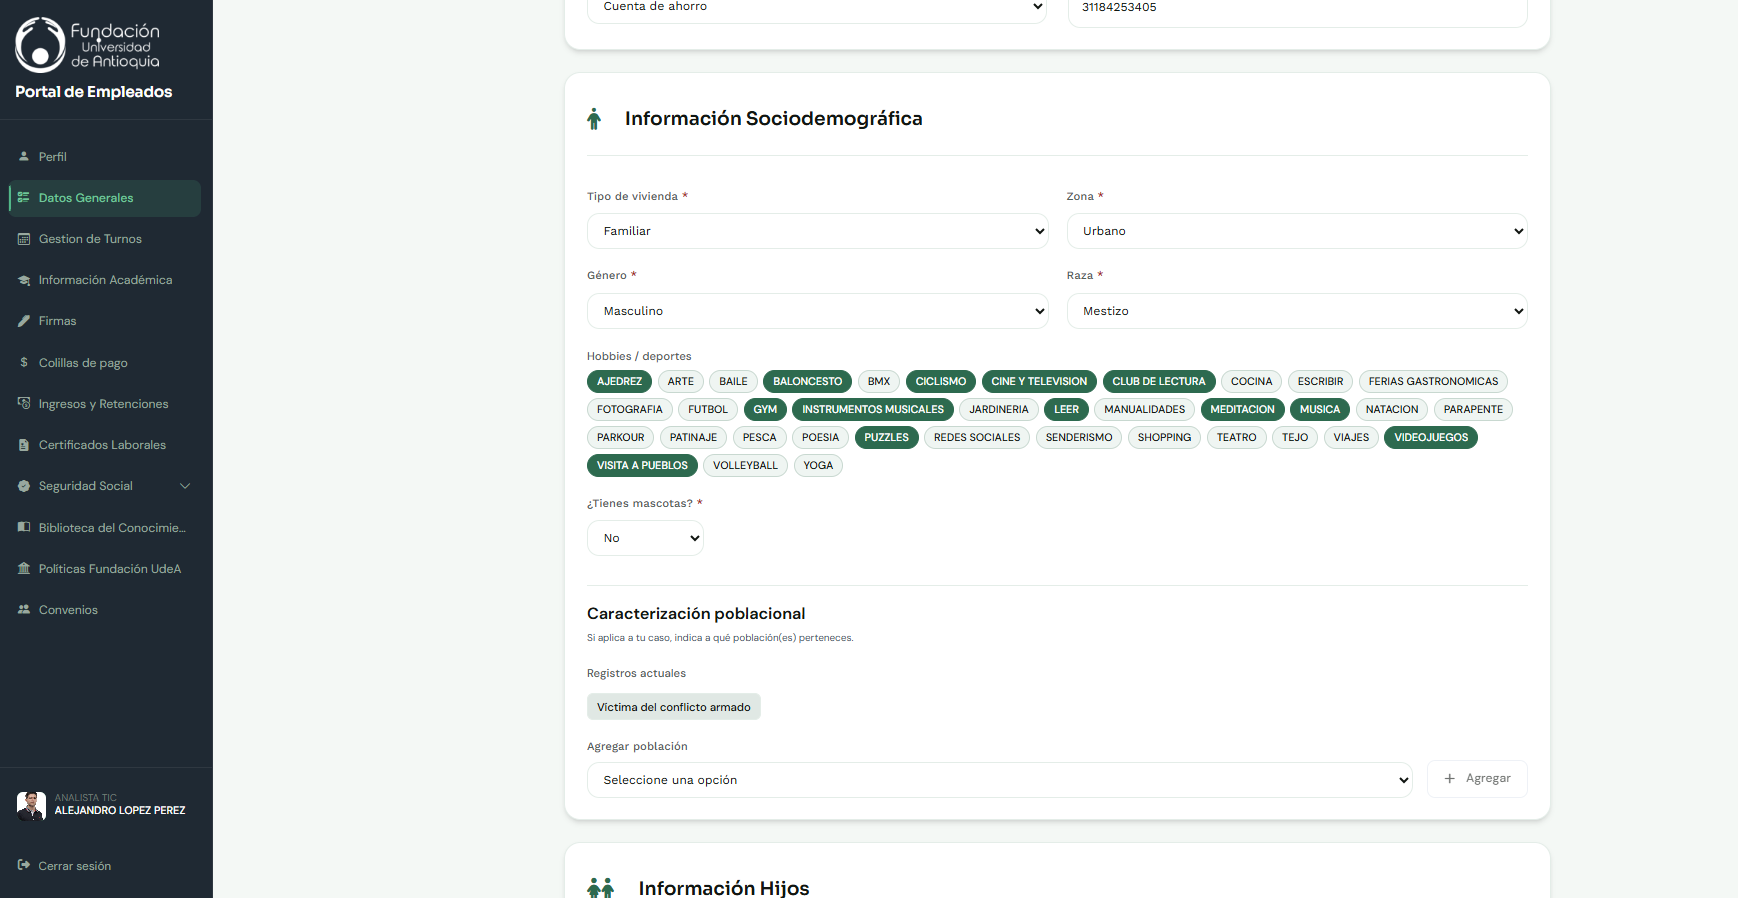 Fundación
Universidad
de Antioquia
Portal de Empleados
Perfil
Datos Generales
Gestion de Turnos
Información Académica
Firmas
Colillas de pago
Ingresos y Retenciones
Certificados Laborales
Seguridad Social
Biblioteca del Conocimie...
Políticas Fundación UdeA
Convenios
ANALISTA TIC
ALEJANDRO LOPEZ PEREZ
Cerrar sesión
Cuenta de ahorro 31184253405
Información Sociodemográfica
Tipo de vivienda * Zona *
Familiar Urbano
Género * Raza *
Masculino Mestizo
Hobbies / deportes
AJEDREZ ARTE BAILE BALONCESTO BMX CICLISMO CINE Y TELEVISION CLUB DE LECTURA COCINA ESCRIBIR FERIAS GASTRONOMICAS
FOTOGRAFIA FUTBOL GYM INSTRUMENTOS MUSICALES JARDINERIA LEER MANUALIDADES MEDITACION MUSICA NATACION PARAPENTE
PARKOUR PATINAJE PESCA POESIA PUZZLES REDES SOCIALES SENDERISMO SHOPPING TEATRO TEJO VIAJES VIDEOJUEGOS
VISITA A PUEBLOS VOLLEYBALL YOGA
¿Tienes mascotas? *
No
Caracterización poblacional
Si aplica a tu caso, indica a qué población(es) perteneces.
Registros actuales
Víctima del conflicto armado
Agregar población
Seleccione una opción + Agregar
Información Hijos